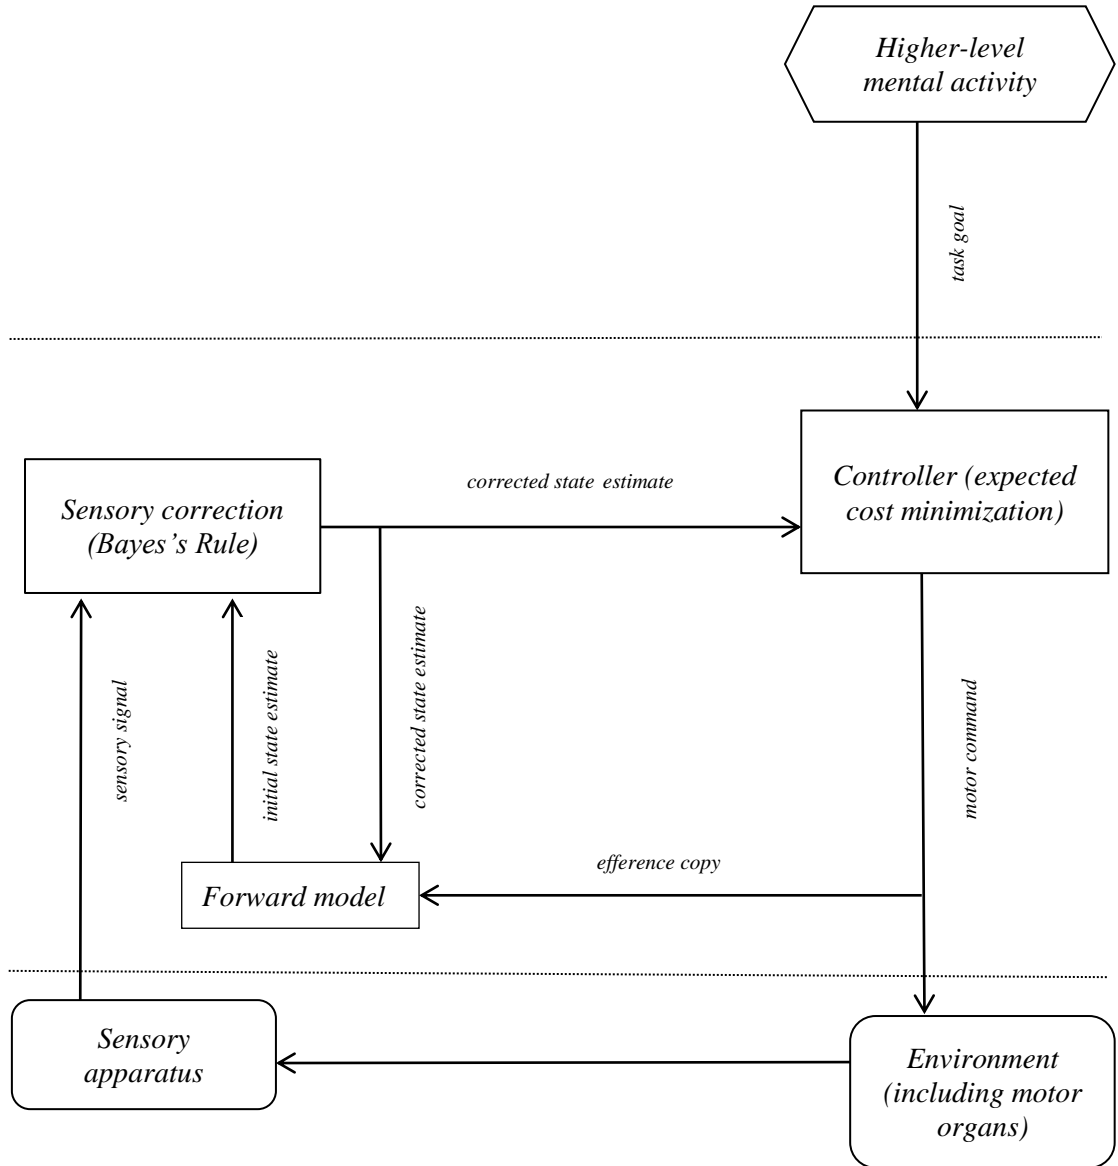 Higher-level
mental activity
task goal
corrected state estimate
Controller (expected
cost minimization)
Sensory correction
(Bayes's Rule)
sensory signal
initial state estimate
corrected state estimate
motor command
efference copy
Forward model
Sensory
apparatus
Environment
(including motor
organs)